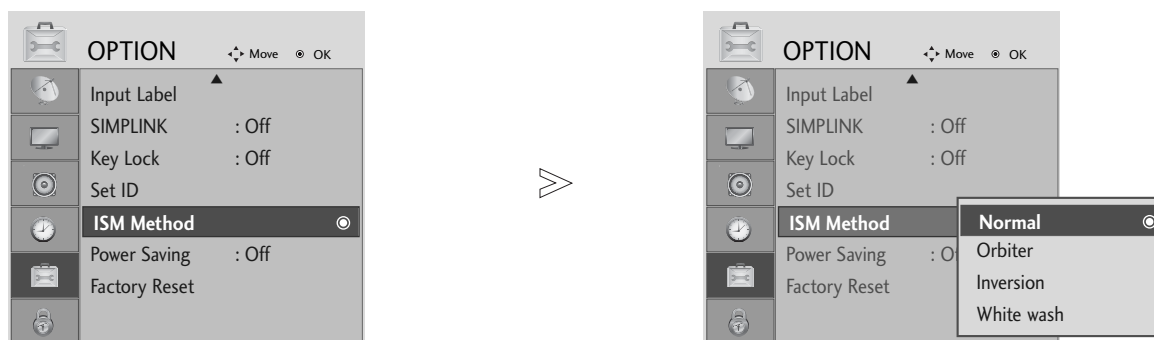 OPTION Move OK
Input Label
SIMPLINK : Off
Key Lock : Off
Set ID
ISM Method
Power Saving : Off
Factory Reset
OPTION Move OK
Input Label
SIMPLINK : Off
Key Lock : Off
Set ID
ISM Method
Power Saving
Factory Reset
Normal
Orbiter
Inversion
White wash